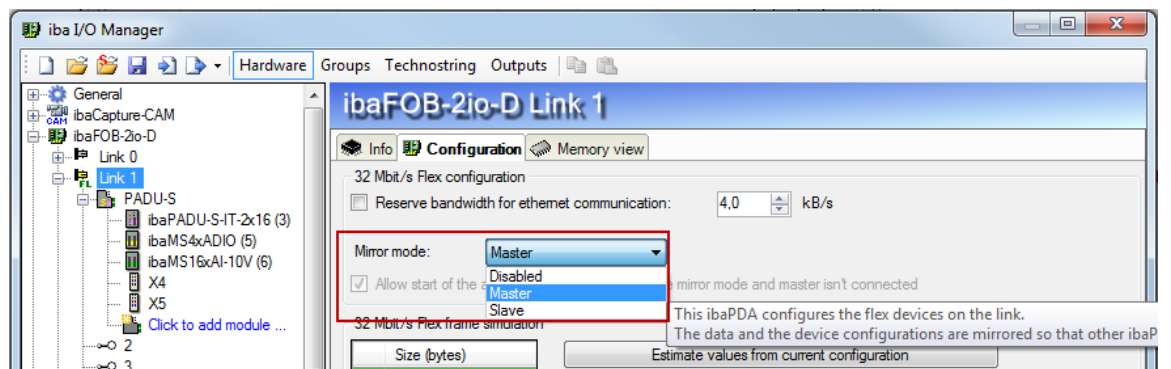 iba I/O Manager
Hardware Groups Technostring Outputs
General
ibaCapture-CAM
CAM
ibaFOB-2io-D
Link 0
Link 1
FL
PADU-S
ibaPADU-S-IT-2x16 (3)
ibaMS4xADIO (5)
ibaMS16xAI-10V (6)
X4
X5
Click to add module ...
2
3
ibaFOB-2io-D Link 1
Info Configuration Memory view
32 Mbit/s Flex configuration
Reserve bandwidth for ethernet communication: 4,0 kB/s
Mirror mode: Master
Disabled
Master
Slave
Allow start of the a mirror mode and master isn't connected
32 Mbit/s Flex frame simulation
This ibaPDA configures the flex devices on the link.
The data and the device configurations are mirrored so that other ibaP
Size (bytes) Estimate values from current configuration